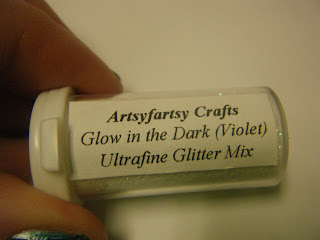 Artsyfartsy Crafts
Glow in the Dark (Violet)
Ultrafine Glitter Mix